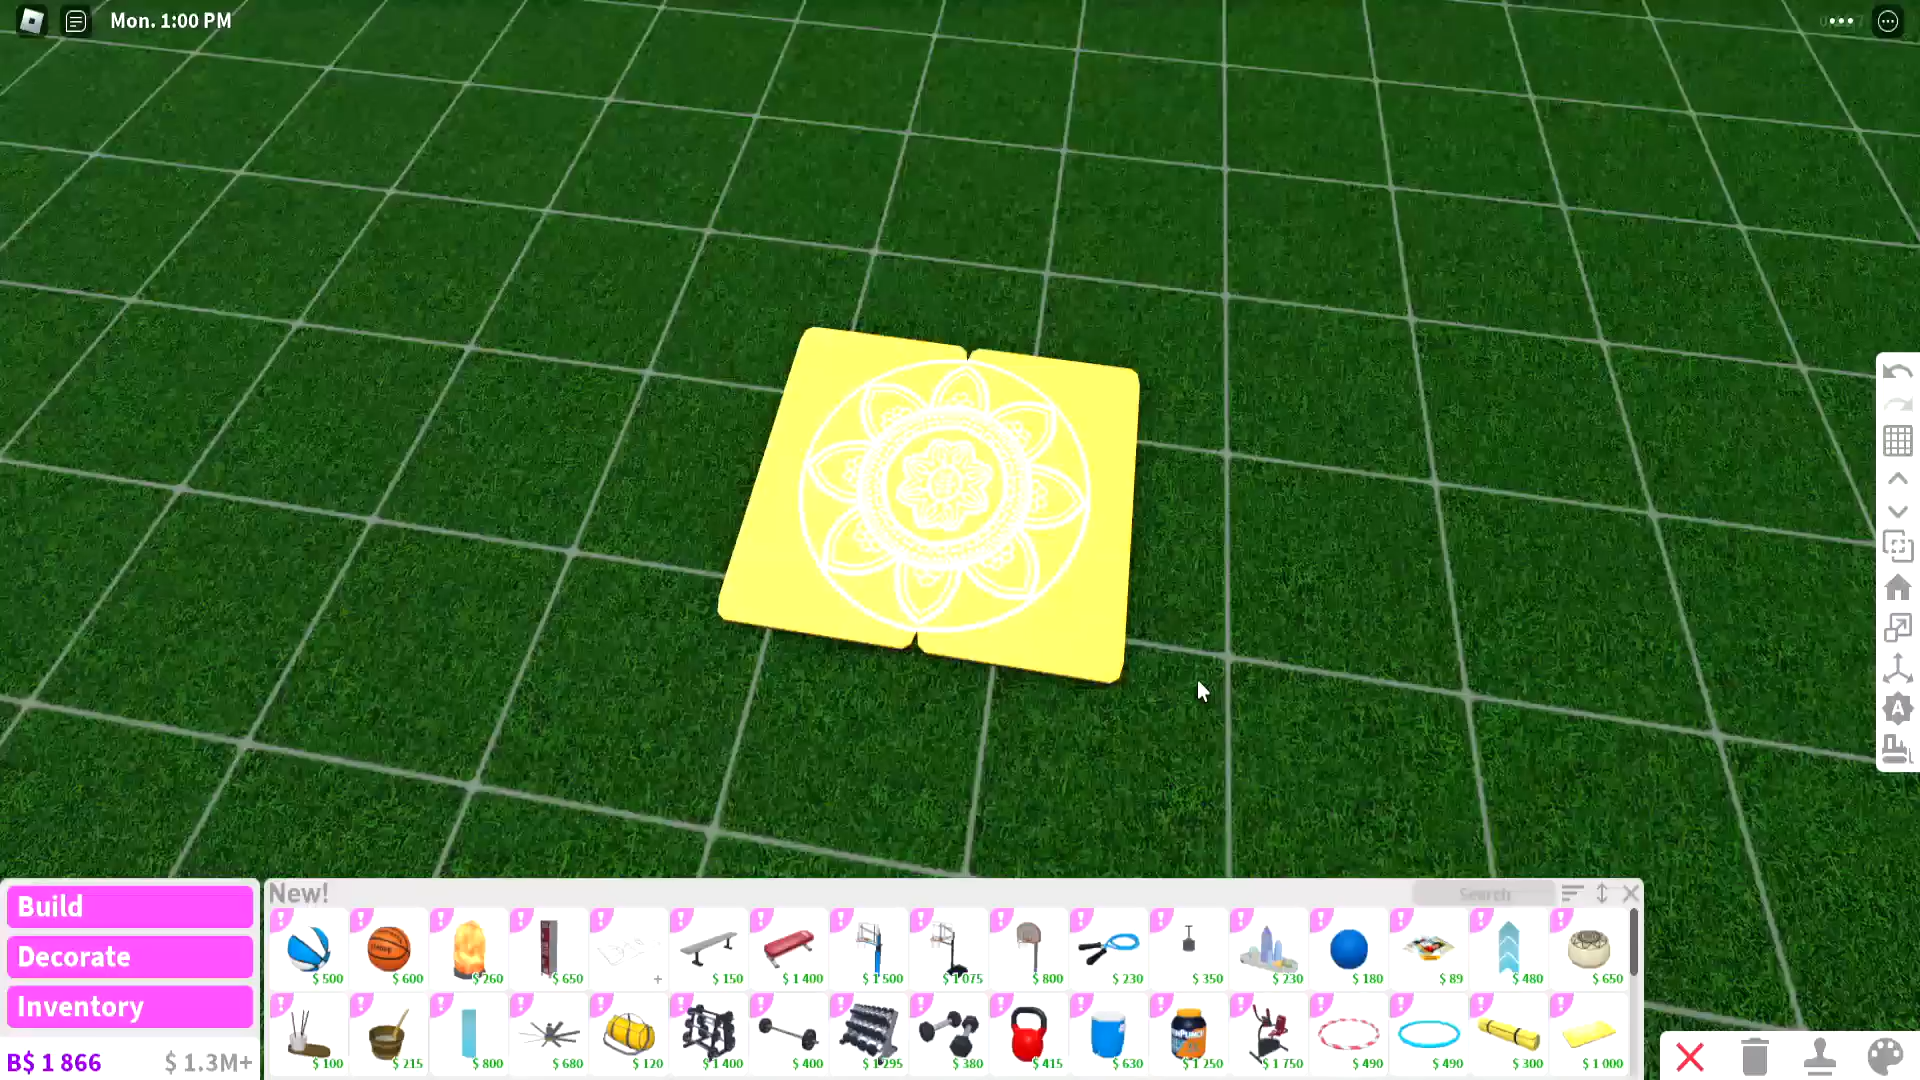 Mon. 1:00 PM
Build
Decorate
Inventory
B$ 1 866
$ 1.3M+
New!
Search
$ 500
$ 600
$ 260
$ 650
+
$ 150
$ 1 400
$ 1 500
$ 1 075
$ 800
$ 230
$ 350
$ 230
$ 180
$ 89
$ 480
$ 650
$ 100
$ 215
$ 800
$ 680
$ 120
$ 1 400
$ 400
$ 1 295
$ 380
$ 415
$ 630
$ 1 250
$ 1 750
$ 490
$ 490
$ 300
$ 1 000
A